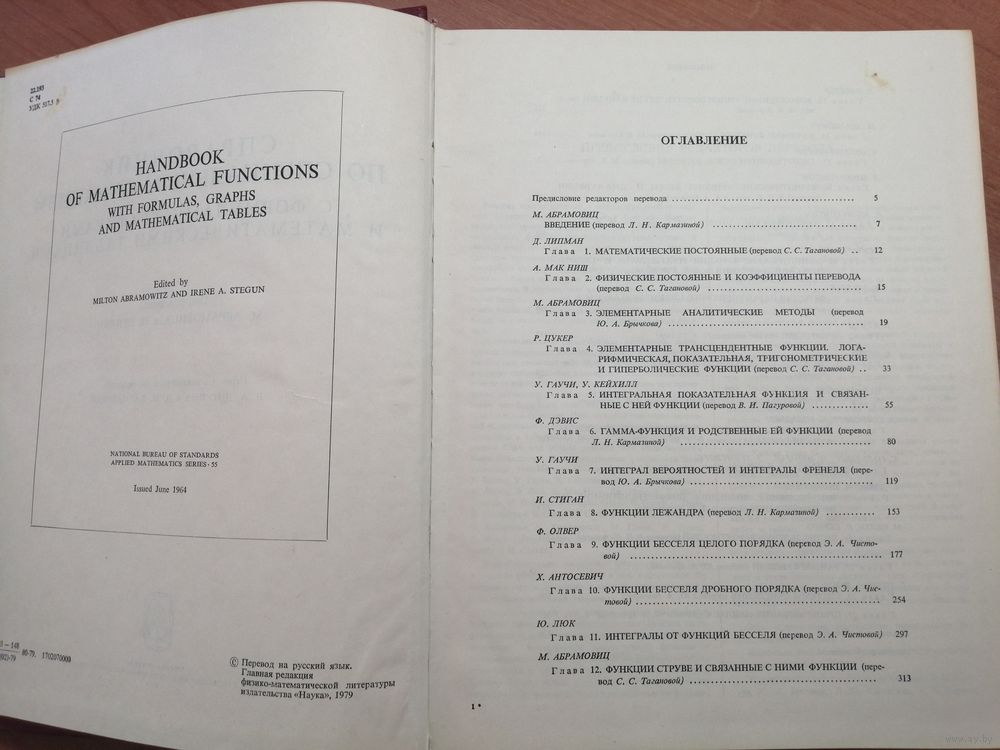 22.193
С 74
УДК 517.5
HANDBOOK
OF MATHEMATICAL FUNCTIONS
WITH FORMULAS, GRAPHS
AND MATHEMATICAL TABLES
Edited by
MILTON ABRAMOWITZ AND IRENE A. STEGUN
NATIONAL BUREAU OF STANDARDS
APPLIED MATHEMATICS SERIES · 55
Issued June 1964
— 148
80-79. 1702070000
© Перевод на русский язык.
Главная редакция
физико-математической литературы
издательства «Наука», 1979
ОГЛАВЛЕНИЕ
Предисловие редакторов перевода . . . . . . . . . . 5
М. АБРАМОВИЦ
ВВЕДЕНИЕ (перевод Л. Н. Кармазиной) . . . . . . . . . . 7
Д. ЛИПМАН
Глава 1. МАТЕМАТИЧЕСКИЕ ПОСТОЯННЫЕ (перевод С. С. Тагановой) . . 12
А. МАК НИШ
Глава 2. ФИЗИЧЕСКИЕ ПОСТОЯННЫЕ И КОЭФФИЦИЕНТЫ ПЕРЕВОДА
(перевод С. С. Тагановой) . . . . . . . . . . 15
М. АБРАМОВИЦ
Глава 3. ЭЛЕМЕНТАРНЫЕ АНАЛИТИЧЕСКИЕ МЕТОДЫ (перевод
Ю. А. Брычкова) . . . . . . . . . . 19
Р. ЦУКЕР
Глава 4. ЭЛЕМЕНТАРНЫЕ ТРАНСЦЕНДЕНТНЫЕ ФУНКЦИИ. ЛОГА-
РИФМИЧЕСКАЯ, ПОКАЗАТЕЛЬНАЯ, ТРИГОНОМЕТРИЧЕСКИЕ
И ГИПЕРБОЛИЧЕСКИЕ ФУНКЦИИ (перевод С. С. Тагановой) . . 33
У. ГАУЧИ, У. КЕЙХИЛЛ
Глава 5. ИНТЕГРАЛЬНАЯ ПОКАЗАТЕЛЬНАЯ ФУНКЦИЯ И СВЯЗАН-
НЫЕ С НЕЙ ФУНКЦИИ (перевод В. И. Пагуровой) . . . . . . . . . . 55
Ф. ДЭВИС
Глава 6. ГАММА-ФУНКЦИЯ И РОДСТВЕННЫЕ ЕЙ ФУНКЦИИ (перевод
Л. Н. Кармазиной) . . . . . . . . . . 80
У. ГАУЧИ
Глава 7. ИНТЕГРАЛ ВЕРОЯТНОСТЕЙ И ИНТЕГРАЛЫ ФРЕНЕЛЯ (пере-
вод Ю. А. Брычкова) . . . . . . . . . . 119
И. СТИГАН
Глава 8. ФУНКЦИИ ЛЕЖАНДРА (перевод Л. Н. Кармазиной) . . . . . . . . . . 153
Ф. ОЛВЕР
Глава 9. ФУНКЦИИ БЕССЕЛЯ ЦЕЛОГО ПОРЯДКА (перевод Э. А. Чисто-
вой) . . . . . . . . . . 177
Х. АНТОСЕВИЧ
Глава 10. ФУНКЦИИ БЕССЕЛЯ ДРОБНОГО ПОРЯДКА (перевод Э. А. Чис-
товой) . . . . . . . . . . 254
Ю. ЛЮК
Глава 11. ИНТЕГРАЛЫ ОТ ФУНКЦИЙ БЕССЕЛЯ (перевод Э. А. Чистовой) 297
М. АБРАМОВИЦ
Глава 12. ФУНКЦИИ СТРУВЕ И СВЯЗАННЫЕ С НИМИ ФУНКЦИИ (пере-
вод С. С. Тагановой) . . . . . . . . . . 313
1*
www.ay.by